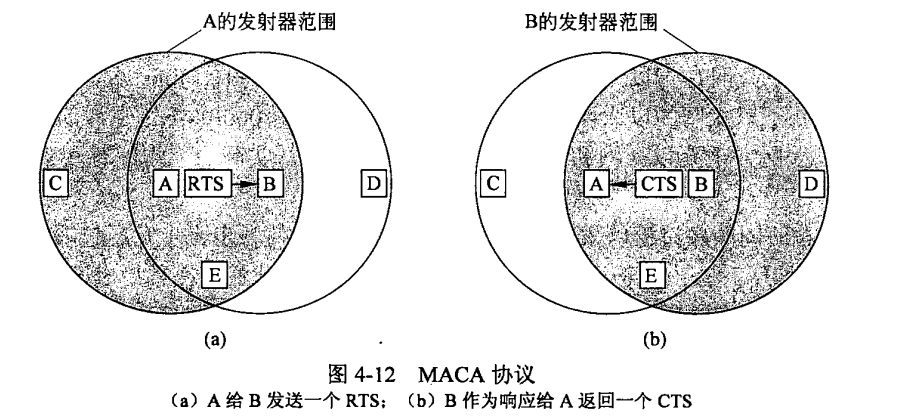 A的发射器范围
B的发射器范围
C A RTS B D
C A CTS B D
E
E
(a)
(b)
图 4-12 MACA 协议
（a）A 给 B 发送一个 RTS；（b）B 作为响应给 A 返回一个 CTS